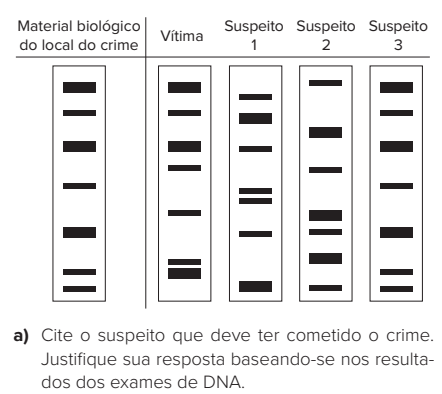 Material biológico
do local do crime
Vítima
Suspeito
1
Suspeito
2
Suspeito
3
a) Cite o suspeito que deve ter cometido o crime.
Justifique sua resposta baseando-se nos resulta-
dos dos exames de DNA.